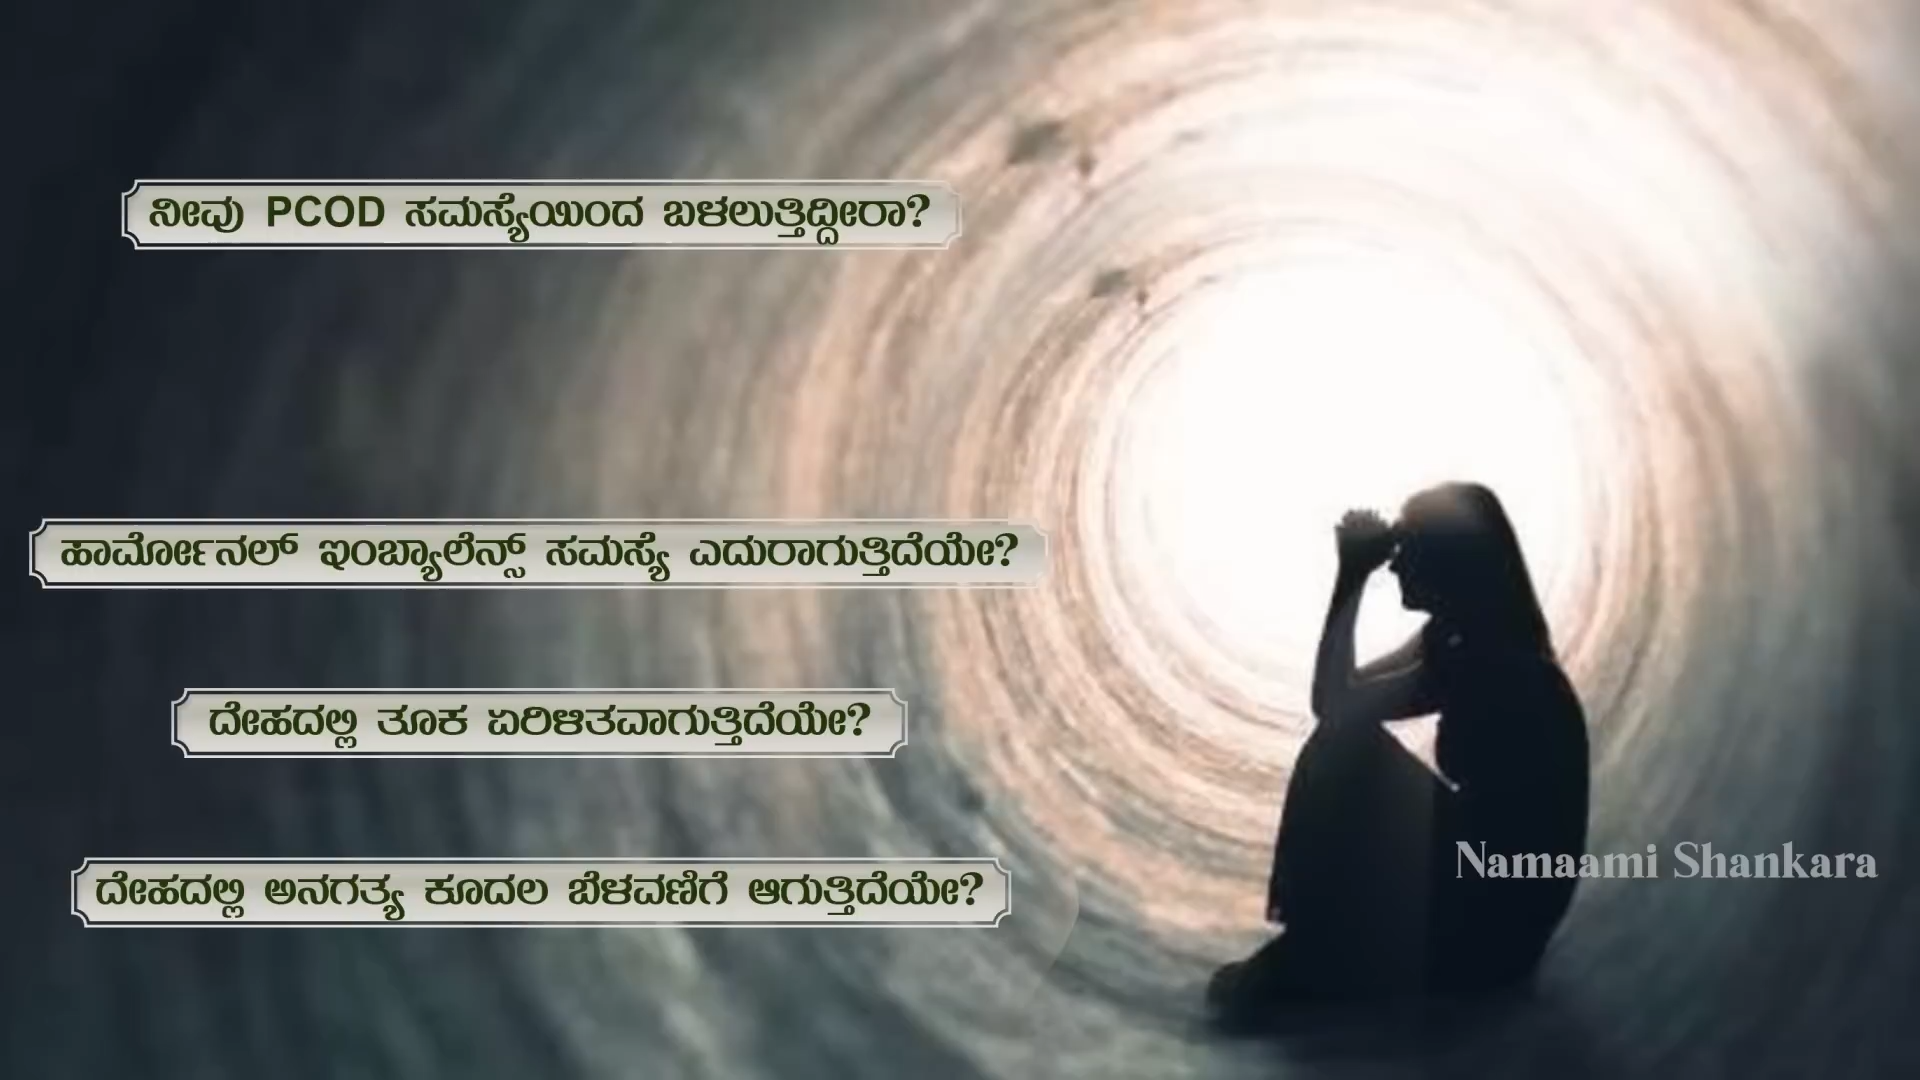 ನೀವು PCOD ಸಮಸ್ಯೆಯಿಂದ ಬಳಲುತ್ತಿದ್ದೀರಾ?
ಹಾರ್ಮೋನಲ್ ಇಂಬ್ಯಾಲೆನ್ಸ್ ಸಮಸ್ಯೆ ಎದುರಾಗುತ್ತಿದೆಯೇ?
ದೇಹದಲ್ಲಿ ತೂಕ ಏರಿಳಿತವಾಗುತ್ತಿದೆಯೇ?
ದೇಹದಲ್ಲಿ ಅನಗತ್ಯ ಕೂದಲ ಬೆಳವಣಿಗೆ ಆಗುತ್ತಿದೆಯೇ?
Namaami Shankara